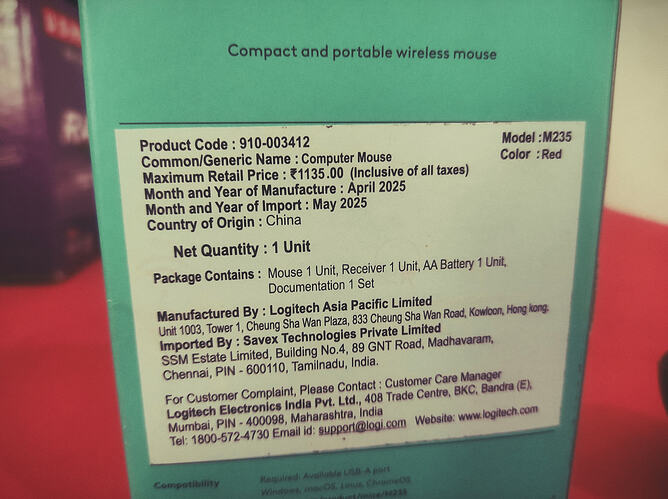 Compact and portable wireless mouse
Product Code : 910-003412
Model :M235
Common/Generic Name : Computer Mouse
Color : Red
Maximum Retail Price : ₹1135.00 (Inclusive of all taxes)
Month and Year of Manufacture : April 2025
Month and Year of Import : May 2025
Country of Origin : China
Net Quantity : 1 Unit
Package Contains : Mouse 1 Unit, Receiver 1 Unit, AA Battery 1 Unit,
Documentation 1 Set
Manufactured By : Logitech Asia Pacific Limited
Unit 1003, Tower 1, Cheung Sha Wan Plaza, 833 Cheung Sha Wan Road, Kowloon, Hong kong.
Imported By : Savex Technologies Private Limited
SSM Estate Limited, Building No.4, 89 GNT Road, Madhavaram,
Chennai, PIN - 600110, Tamilnadu, India.
For Customer Complaint, Please Contact : Customer Care Manager
Logitech Electronics India Pvt. Ltd., 408 Trade Centre, BKC, Bandra (E),
Mumbai, PIN - 400098, Maharashtra, India
Tel: 1800-572-4730 Email id: support@logi.com Website: www.logitech.com
Compatibility
Required: Available USB-A port
Windows, macOS, Linux, ChromeOS